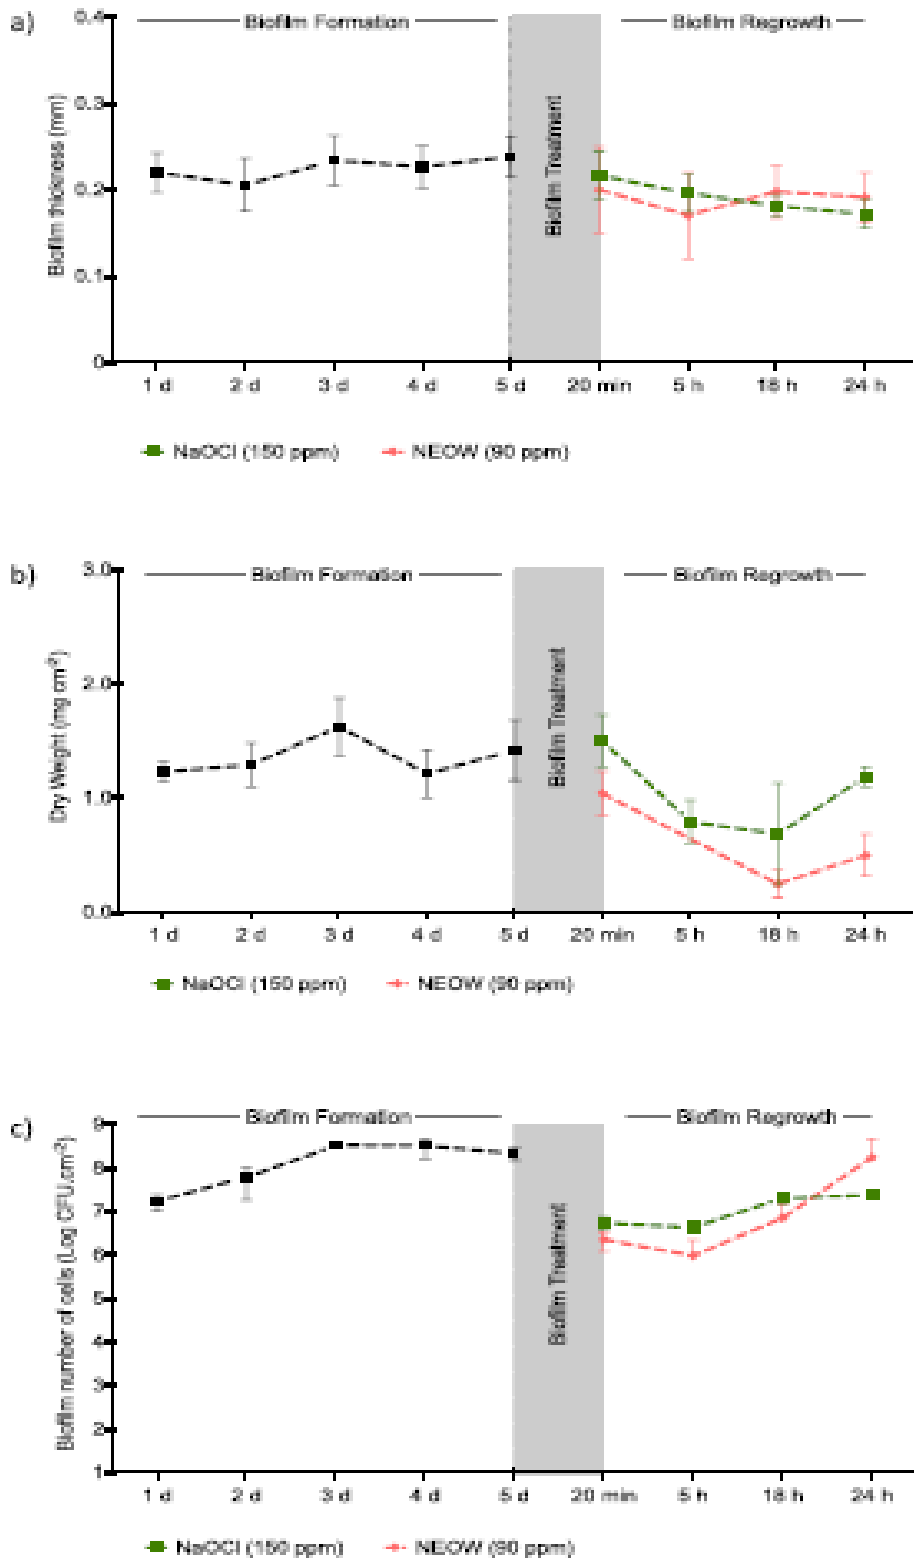 a)
Biofilm Formation
Biofilm Regrowth
0.4
0.3
0.2
0.1
0
Biofilm thickness (mm)
Biofilm Treatment
1 d 2 d 3 d 4 d 5 d 20 min 5 h 18 h 24 h
NaOCl (150 ppm) NEOW (90 ppm)
b)
Biofilm Formation
Biofilm Regrowth
3.0
2.0
1.0
0.0
Dry Weight (mg cm⁻²)
Biofilm Treatment
1 d 2 d 3 d 4 d 5 d 20 min 5 h 18 h 24 h
NaOCl (150 ppm) NEOW (90 ppm)
c)
Biofilm Formation
Biofilm Regrowth
9
8
7
6
5
4
3
2
1
Biofilm number of cells (Log CFU.cm⁻²)
Biofilm Treatment
1 d 2 d 3 d 4 d 5 d 20 min 5 h 18 h 24 h
NaOCl (150 ppm) NEOW (90 ppm)